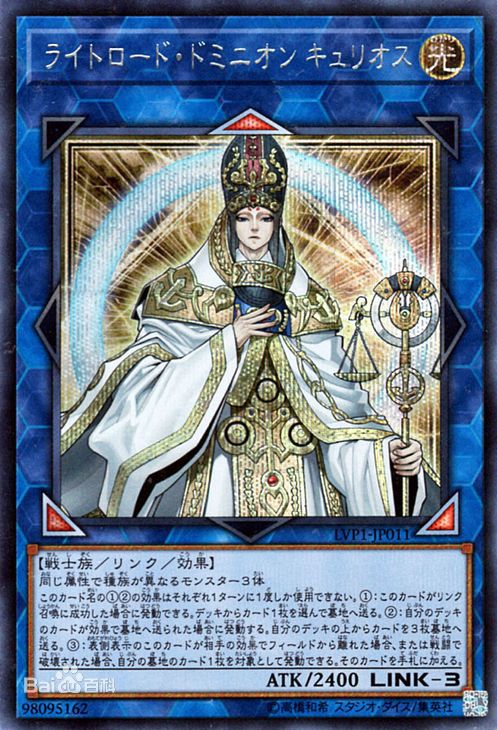 ライトロード・ドミニオン キュリオス
光
LVP1-JP011
【戦士族／リンク／効果】
同じ属性で種族が異なるモンスター３体
このカード名の①②の効果はそれぞれ１ターンに１度しか使用できない。①：このカードがリンク
召喚に成功した場合に発動できる。デッキからカード１枚を選んで墓地へ送る。②：自分のデッキ
のカードが効果で墓地へ送られた場合に発動する。自分のデッキの上からカードを３枚墓地へ
送る。③：表側表示のこのカードが相手の効果でフィールドから離れた場合、または戦闘で
破壊された場合、自分の墓地のカード１枚を対象として発動できる。そのカードを手札に加える。
ATK/2400 LINK-3
Bai百科
98095162
©高橋和希 スタジオ・ダイス/集英社